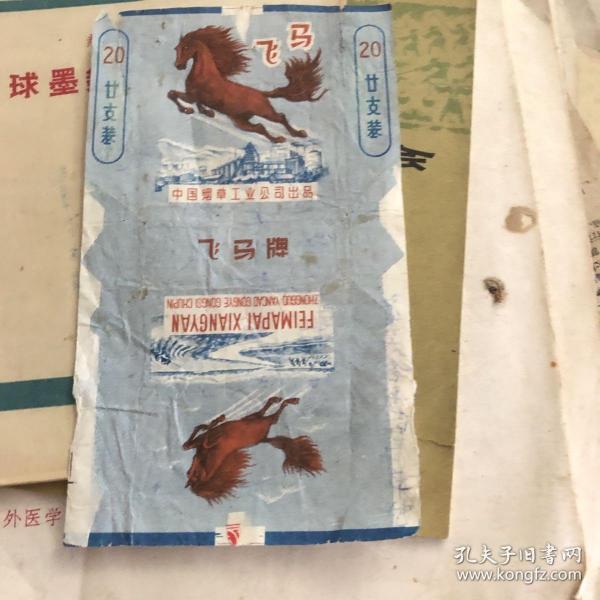 20
廿支装
飞马
20
廿支装
中国烟草工业公司出品
飞马牌
ZHONGGUO YANCAO GONGYE GONGSI CHUPIN
FEIMAPAI XIANGYAN
球墨
会
外医学
孔夫子旧书网
www.kongfz.com